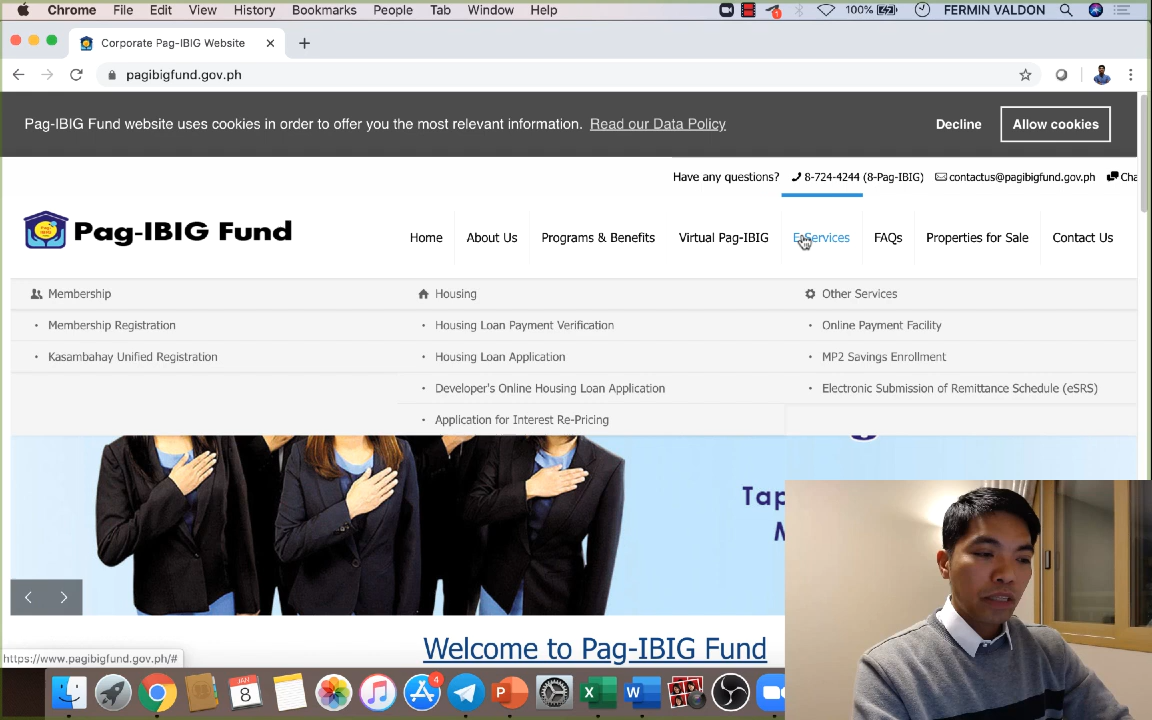 Chrome File Edit View History Bookmarks People Tab Window Help 1 100% FERMIN VALDON
Corporate Pag-IBIG Website
pagibigfund.gov.ph
Pag-IBIG Fund website uses cookies in order to offer you the most relevant information. Read our Data Policy Decline Allow cookies
Have any questions? 8-724-4244 (8-Pag-IBIG) contactus@pagibigfund.gov.ph Cha
Pag-IBIG Fund Home About Us Programs & Benefits Virtual Pag-IBIG E-Services FAQs Properties for Sale Contact Us
Membership Housing Other Services
Membership Registration Housing Loan Payment Verification Online Payment Facility
Kasambahay Unified Registration Housing Loan Application MP2 Savings Enrollment
Developer's Online Housing Loan Application Electronic Submission of Remittance Schedule (eSRS)
Application for Interest Re-Pricing
Welcome to Pag-IBIG Fund
https://www.pagibigfund.gov.ph/#
JAN 8 4 P X W